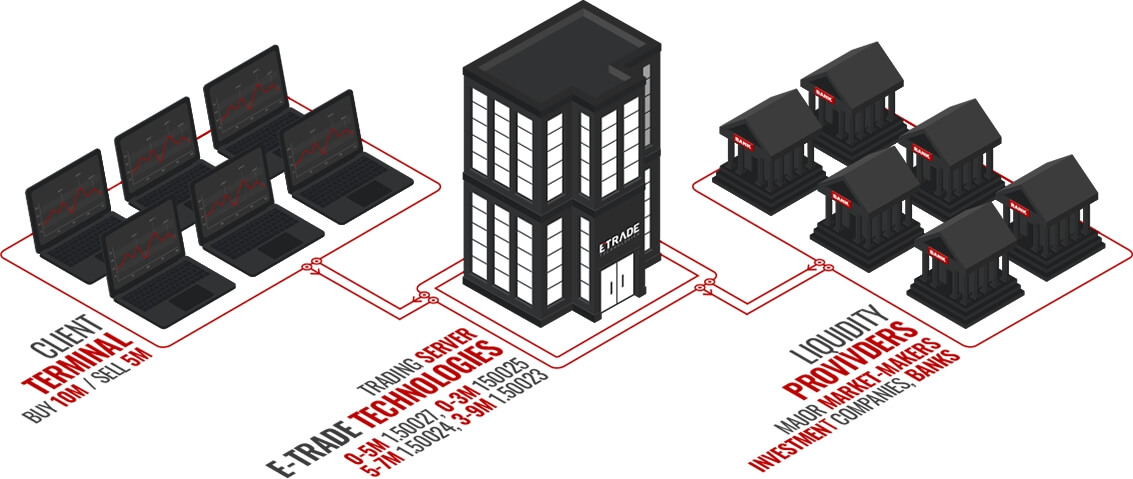 CLIENT
TERMINAL
BUY 10M / SELL 5M
ETRADE
TRADING SERVER
E-TRADE TECHNOLOGIES
0-5M 1.50027, 0-3M 150025
5-7M 1.50024, 3-9M 1.50023
BANK
BANK
BANK
BANK
BANK
BANK
LIQUIDITY
PROVIVDERS
MAJOR MARKET-MAKERS
INVESTMENT COMPANIES, BANKS